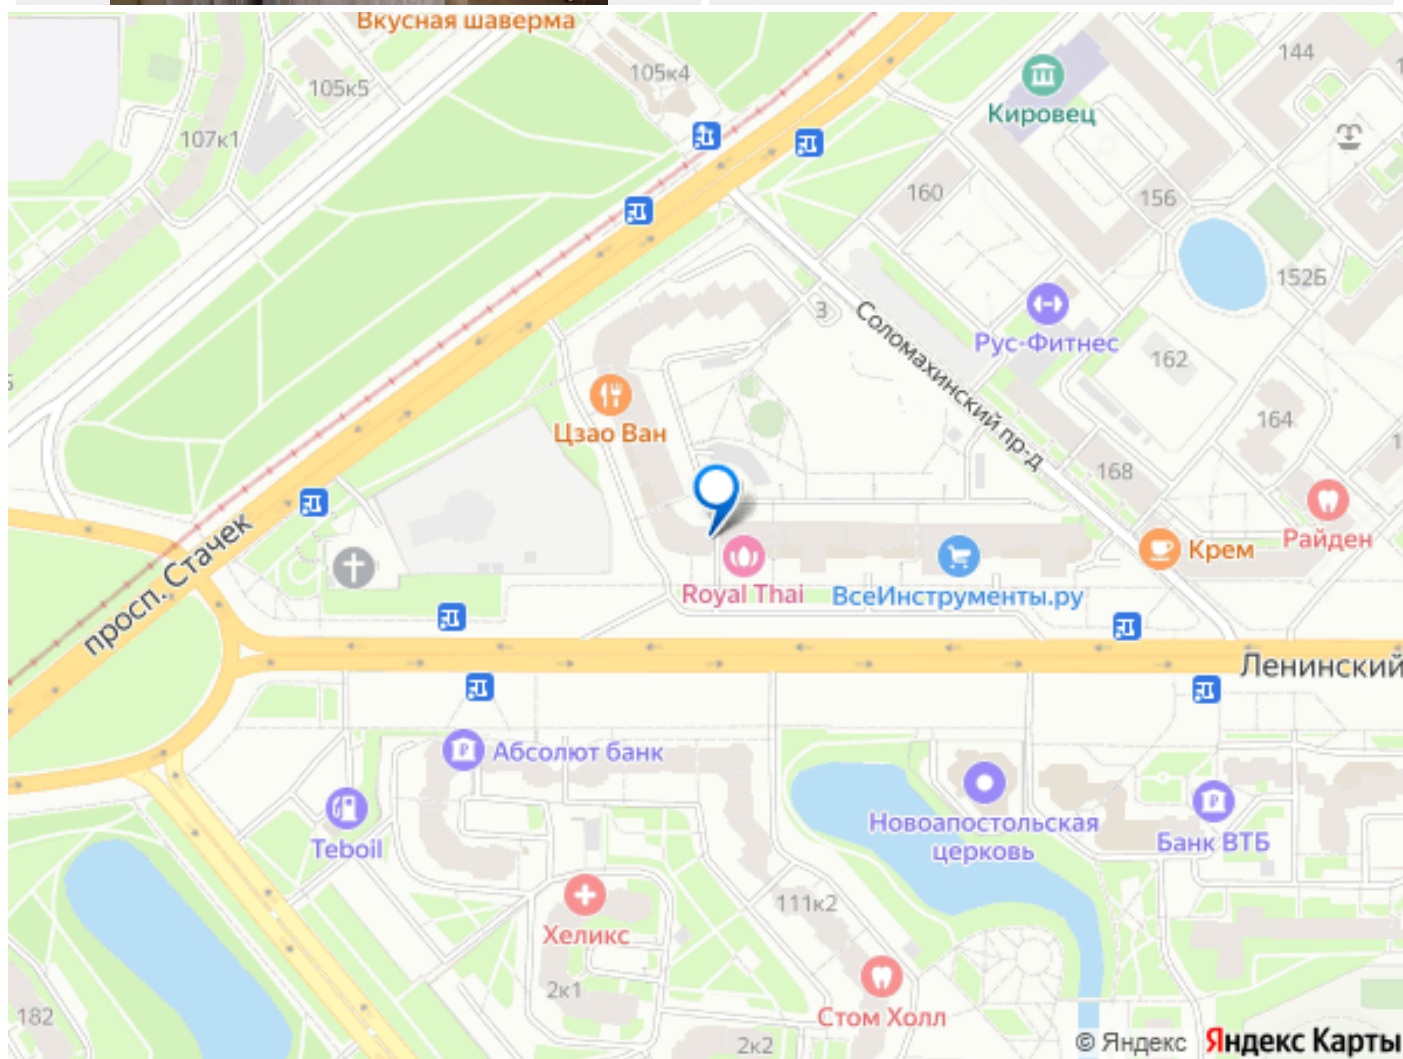 Вкусная шаверма
105к4
144
105к5
Кировец
107к1
160
156
152Б
3
Соломахинский пр-д
Рус-Фитнес
162
Цзао Ван
164
168
Райден
просп. Стачек
Крем
Royal Thai
ВсеИнструменты.ру
Ленинский
Абсолют банк
Новоапостольская
церковь
Банк ВТБ
Teboil
111к2
Хеликс
2к1
Стом Холл
182
2к2
© Яндекс Яндекс Карты